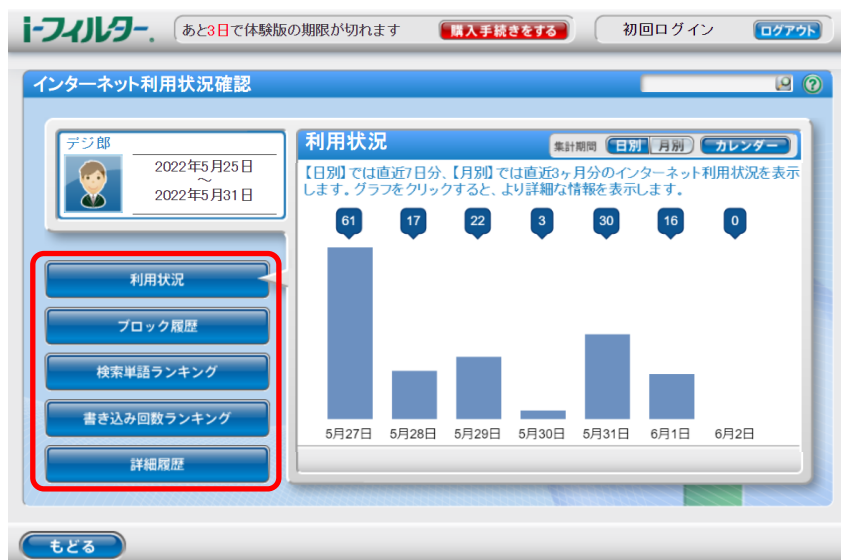 i-フィルター.
あと3日で体験版の期限が切れます
購入手続きをする
初回ログイン
ログアウト
インターネット利用状況確認
?
デジ郎
2022年5月25日
～
2022年5月31日
利用状況
ブロック履歴
検索単語ランキング
書き込み回数ランキング
詳細履歴
利用状況
集計期間 日別 月別 カレンダー
【日別】では直近7日分、【月別】では直近3ヶ月分のインターネット利用状況を表示
します。グラフをクリックすると、より詳細な情報を表示します。
61 17 22 3 30 16 0
5月27日 5月28日 5月29日 5月30日 5月31日 6月1日 6月2日
もどる